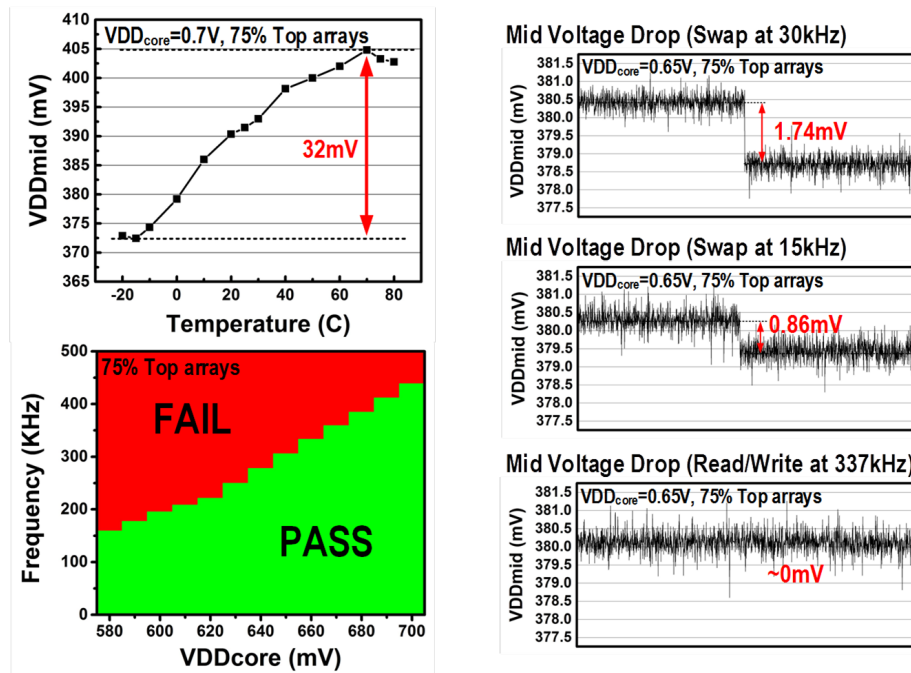 VDDcore=0.7V, 75% Top arrays
VDDmid (mV)
405
400
395
390
385
380
375
370
365
32mV
-20 0 20 40 60 80
Temperature (C)
75% Top arrays
FAIL
PASS
Frequency (KHz)
500
400
300
200
100
0
580 600 620 640 660 680 700
VDDcore (mV)
Mid Voltage Drop (Swap at 30kHz)
VDDcore=0.65V, 75% Top arrays
VDDmid (mV)
381.5
381.0
380.5
380.0
379.5
379.0
378.5
378.0
377.5
1.74mV
Mid Voltage Drop (Swap at 15kHz)
VDDcore=0.65V, 75% Top arrays
VDDmid (mV)
381.5
381.0
380.5
380.0
379.5
379.0
378.5
378.0
377.5
0.86mV
Mid Voltage Drop (Read/Write at 337kHz)
VDDcore=0.65V, 75% Top arrays
VDDmid (mV)
381.5
381.0
380.5
380.0
379.5
379.0
378.5
378.0
377.5
~0mV